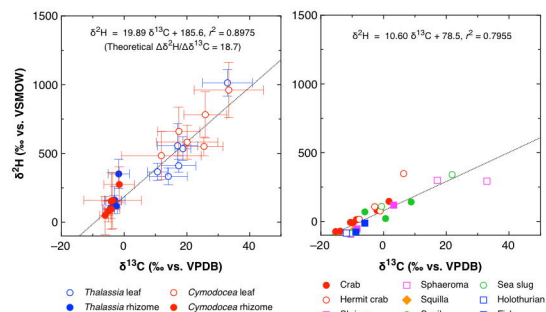 δ²H = 19.89 δ¹³C + 185.6, r² = 0.8975
(Theoretical Δδ²H/Δδ¹³C = 18.7)
δ²H (‰ vs. VSMOW)
1500
1000
500
0
−20
0
20
40
δ¹³C (‰ vs. VPDB)
Thalassia leaf
Cymodocea leaf
Thalassia rhizome
Cymodocea rhizome
δ²H = 10.60 δ¹³C + 78.5, r² = 0.7955
1500
1000
500
0
−20
0
20
40
δ¹³C (‰ vs. VPDB)
Crab
Sphaeroma
Sea slug
Hermit crab
Squilla
Holothurian